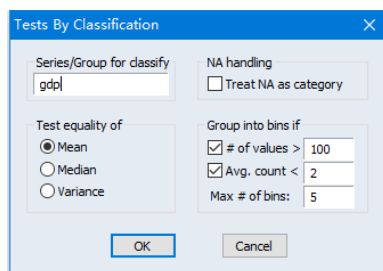 Tests By Classification
Series/Group for classify
gdp
NA handling
Treat NA as category
Test equality of
Mean
Median
Variance
Group into bins if
# of values > 100
Avg. count < 2
Max # of bins: 5
OK
Cancel